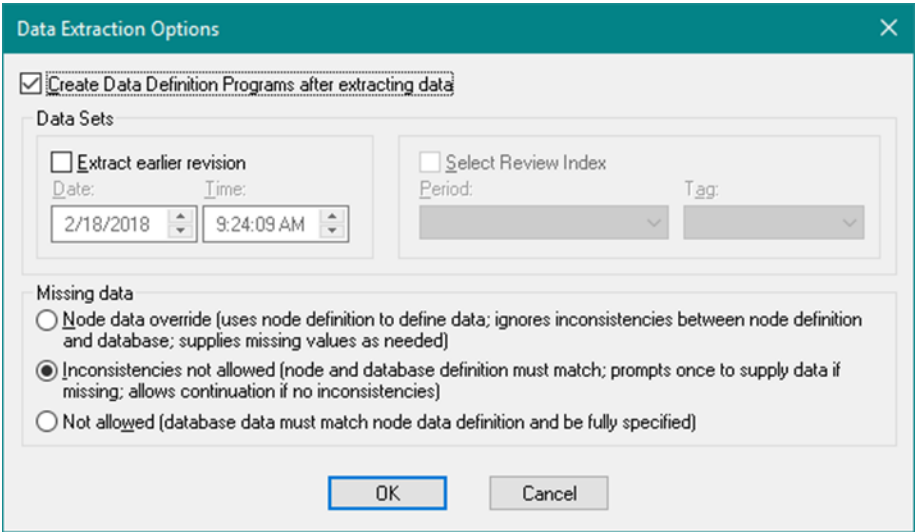 Data Extraction Options
Create Data Definition Programs after extracting data
Data Sets
Extract earlier revision
Select Review Index
Date: Time:
Period: Tag:
2/18/2018 9:24:09 AM
Missing data
Node data override (uses node definition to define data; ignores inconsistencies between node definition
and database; supplies missing values as needed)
Inconsistencies not allowed (node and database definition must match; prompts once to supply data if
missing; allows continuation if no inconsistencies)
Not allowed (database data must match node data definition and be fully specified)
OK Cancel